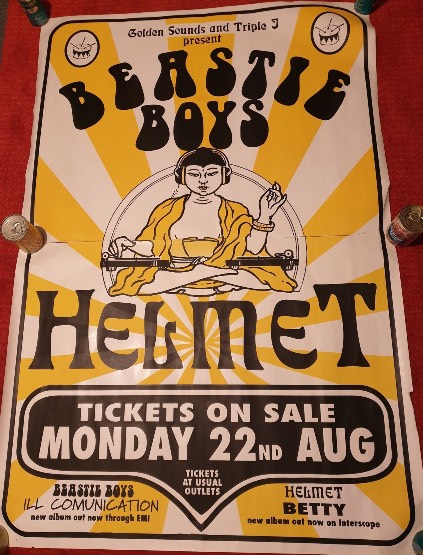 Golden Sounds and Triple J
present
BEASTIE
BOYS
HELMET
TICKETS ON SALE
MONDAY 22ND AUG
TICKETS
AT USUAL
OUTLETS
BEASTIE BOYS
ILL COMUNICATION
new album out now through EMI
HELMET
BETTY
new album out now on Interscope